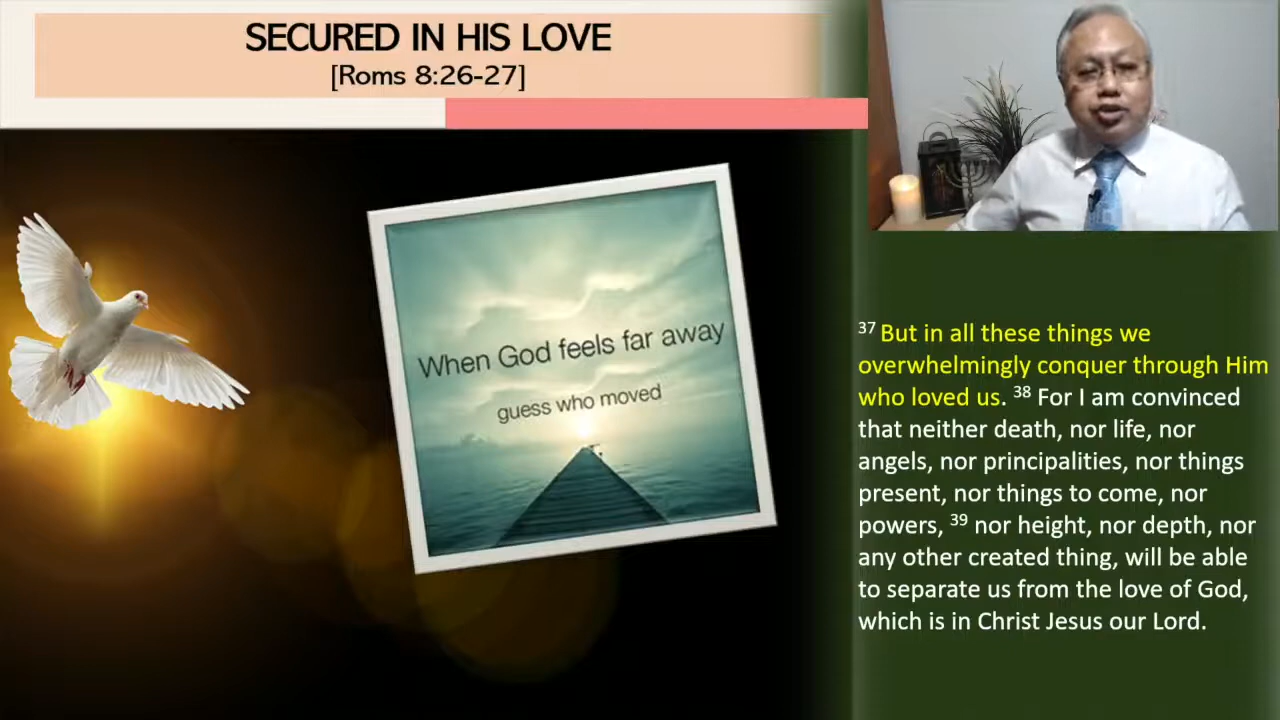 SECURED IN HIS LOVE
[Roms 8:26-27]
When God feels far away
guess who moved
37 But in all these things we
overwhelmingly conquer through Him
who loved us. 38 For I am convinced
that neither death, nor life, nor
angels, nor principalities, nor things
present, nor things to come, nor
powers, 39 nor height, nor depth, nor
any other created thing, will be able
to separate us from the love of God,
which is in Christ Jesus our Lord.